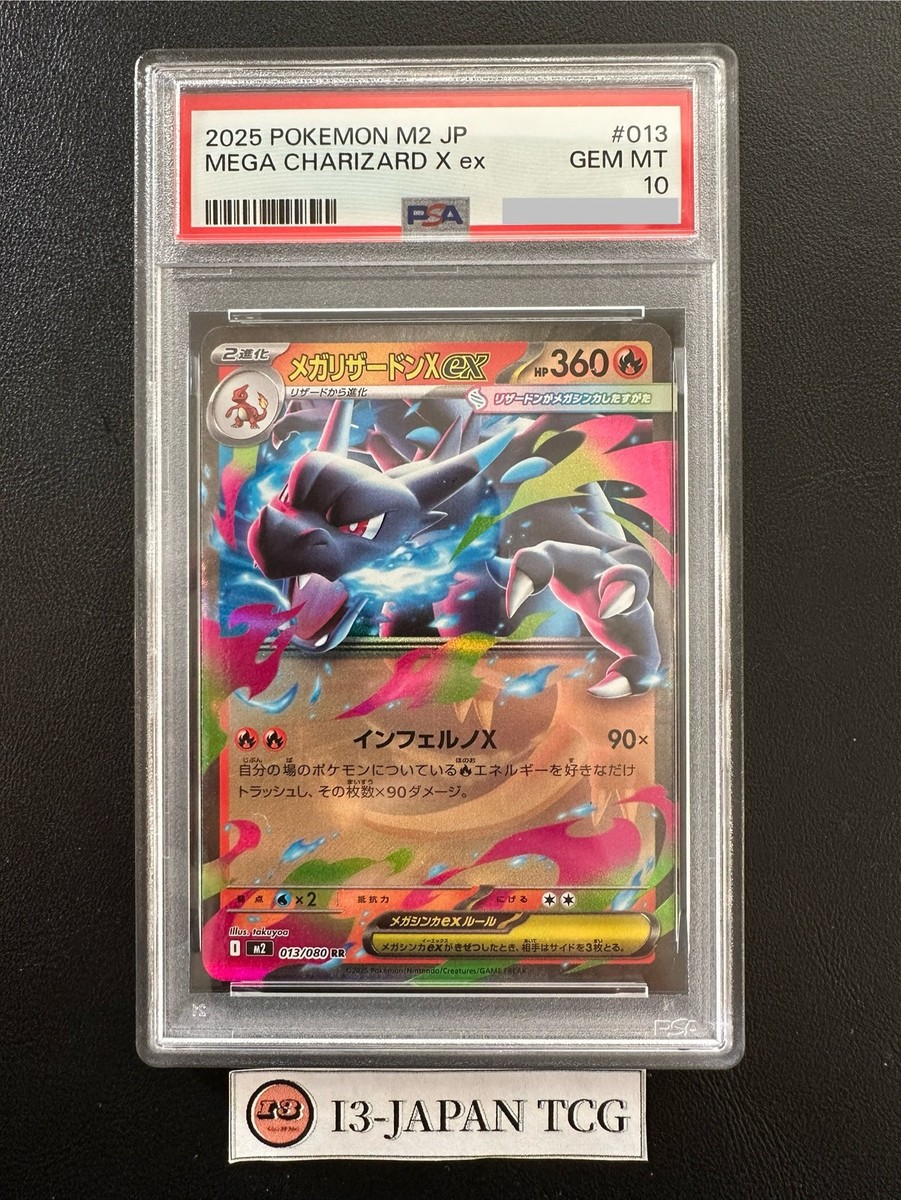 2025 POKEMON M2 JP #013
MEGA CHARIZARD X ex GEM MT
10
PSA
2進化
メガリザードンXex HP360
リザードから進化 リザードンがメガシンカしたすがた
インフェルノX 90×
自分の場のポケモンについているエネルギーを好きなだけ
トラッシュし、その枚数×90ダメージ。
弱点 ×2 抵抗力 にげる
メガシンカexルール
メガシンカexがきぜつしたとき、相手はサイドを3枚とる。
Illus. takuyoa
I M2 013/080 RR
©2025 Pokémon/Nintendo/Creatures/GAME FREAK
PSA
I3 I3-JAPAN TCG